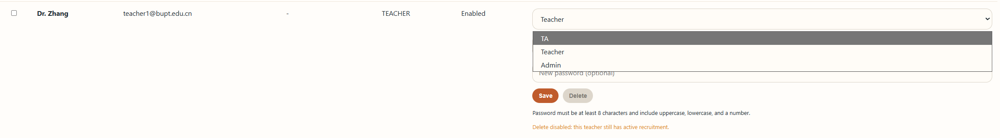 Dr. Zhang teacher1@bupt.edu.cn - TEACHER Enabled Teacher
TA
Teacher
Admin
New password (optional)
Save Delete
Password must be at least 8 characters and include uppercase, lowercase, and a number.
Delete disabled: this teacher still has active recruitment.